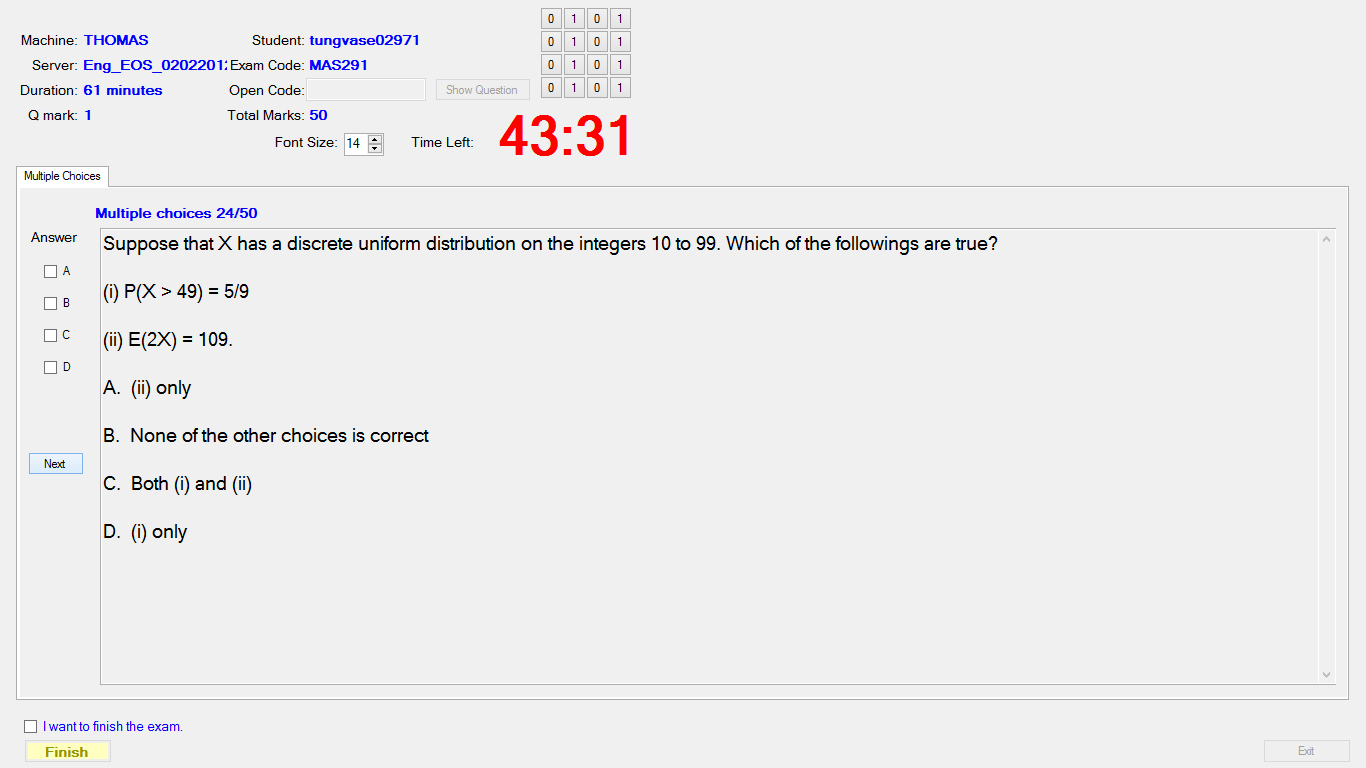 Machine: THOMAS Student: tungvase02971
Server: Eng_EOS_02022012 Exam Code: MAS291
Duration: 61 minutes Open Code: Show Question
Q mark: 1 Total Marks: 50
0 1 0 1
0 1 0 1
0 1 0 1
0 1 0 1
Font Size: 14 Time Left: 43:31
Multiple Choices
Multiple choices 24/50
Answer
A
B
C
D
Next
Suppose that X has a discrete uniform distribution on the integers 10 to 99. Which of the followings are true?
(i) P(X > 49) = 5/9
(ii) E(2X) = 109.
A. (ii) only
B. None of the other choices is correct
C. Both (i) and (ii)
D. (i) only
I want to finish the exam.
Finish
Exit